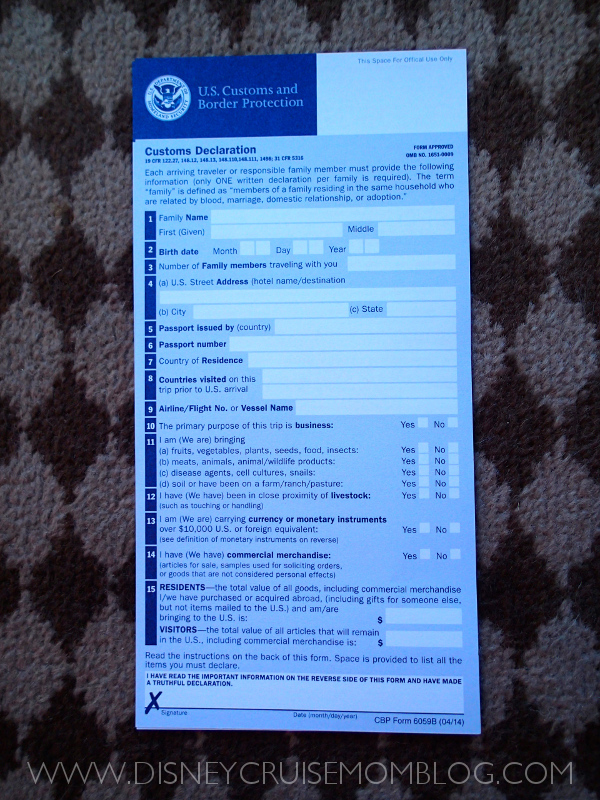 This Space For Offical Use Only
U.S. Customs and
Border Protection
Customs Declaration
19 CFR 122.27, 148.12, 148.13, 148.110,148.111, 1498; 31 CFR 5316
FORM APPROVED
OMB NO. 1651-0009
Each arriving traveler or responsible family member must provide the following
information (only ONE written declaration per family is required). The term
"family" is defined as "members of a family residing in the same household who
are related by blood, marriage, domestic relationship, or adoption."
1 Family Name
First (Given) Middle
2 Birth date Month Day Year
3 Number of Family members traveling with you
4 (a) U.S. Street Address (hotel name/destination
(b) City (c) State
5 Passport issued by (country)
6 Passport number
7 Country of Residence
8 Countries visited on this
trip prior to U.S. arrival
9 Airline/Flight No. or Vessel Name
10 The primary purpose of this trip is business: Yes No
11 I am (We are) bringing
(a) fruits, vegetables, plants, seeds, food, insects: Yes No
(b) meats, animals, animal/wildlife products: Yes No
(c) disease agents, cell cultures, snails: Yes No
(d) soil or have been on a farm/ranch/pasture: Yes No
12 I have (We have) been in close proximity of livestock: Yes No
(such as touching or handling)
13 I am (We are) carrying currency or monetary instruments
over $10,000 U.S. or foreign equivalent: Yes No
(see definition of monetary instruments on reverse)
14 I have (We have) commercial merchandise: Yes No
(articles for sale, samples used for soliciting orders,
or goods that are not considered personal effects)
15 RESIDENTS—the total value of all goods, including commercial merchandise
I/we have purchased or acquired abroad, (including gifts for someone else,
but not items mailed to the U.S.) and am/are
bringing to the U.S. is: $
VISITORS—the total value of all articles that will remain
in the U.S., including commercial merchandise is: $
Read the instructions on the back of this form. Space is provided to list all the
items you must declare.
I HAVE READ THE IMPORTANT INFORMATION ON THE REVERSE SIDE OF THIS FORM AND HAVE MADE
A TRUTHFUL DECLARATION.
X
Signature Date (month/day/year)
CBP Form 6059B (04/14)
WWW.DISNEYCRUISEMOMBLOG.COM